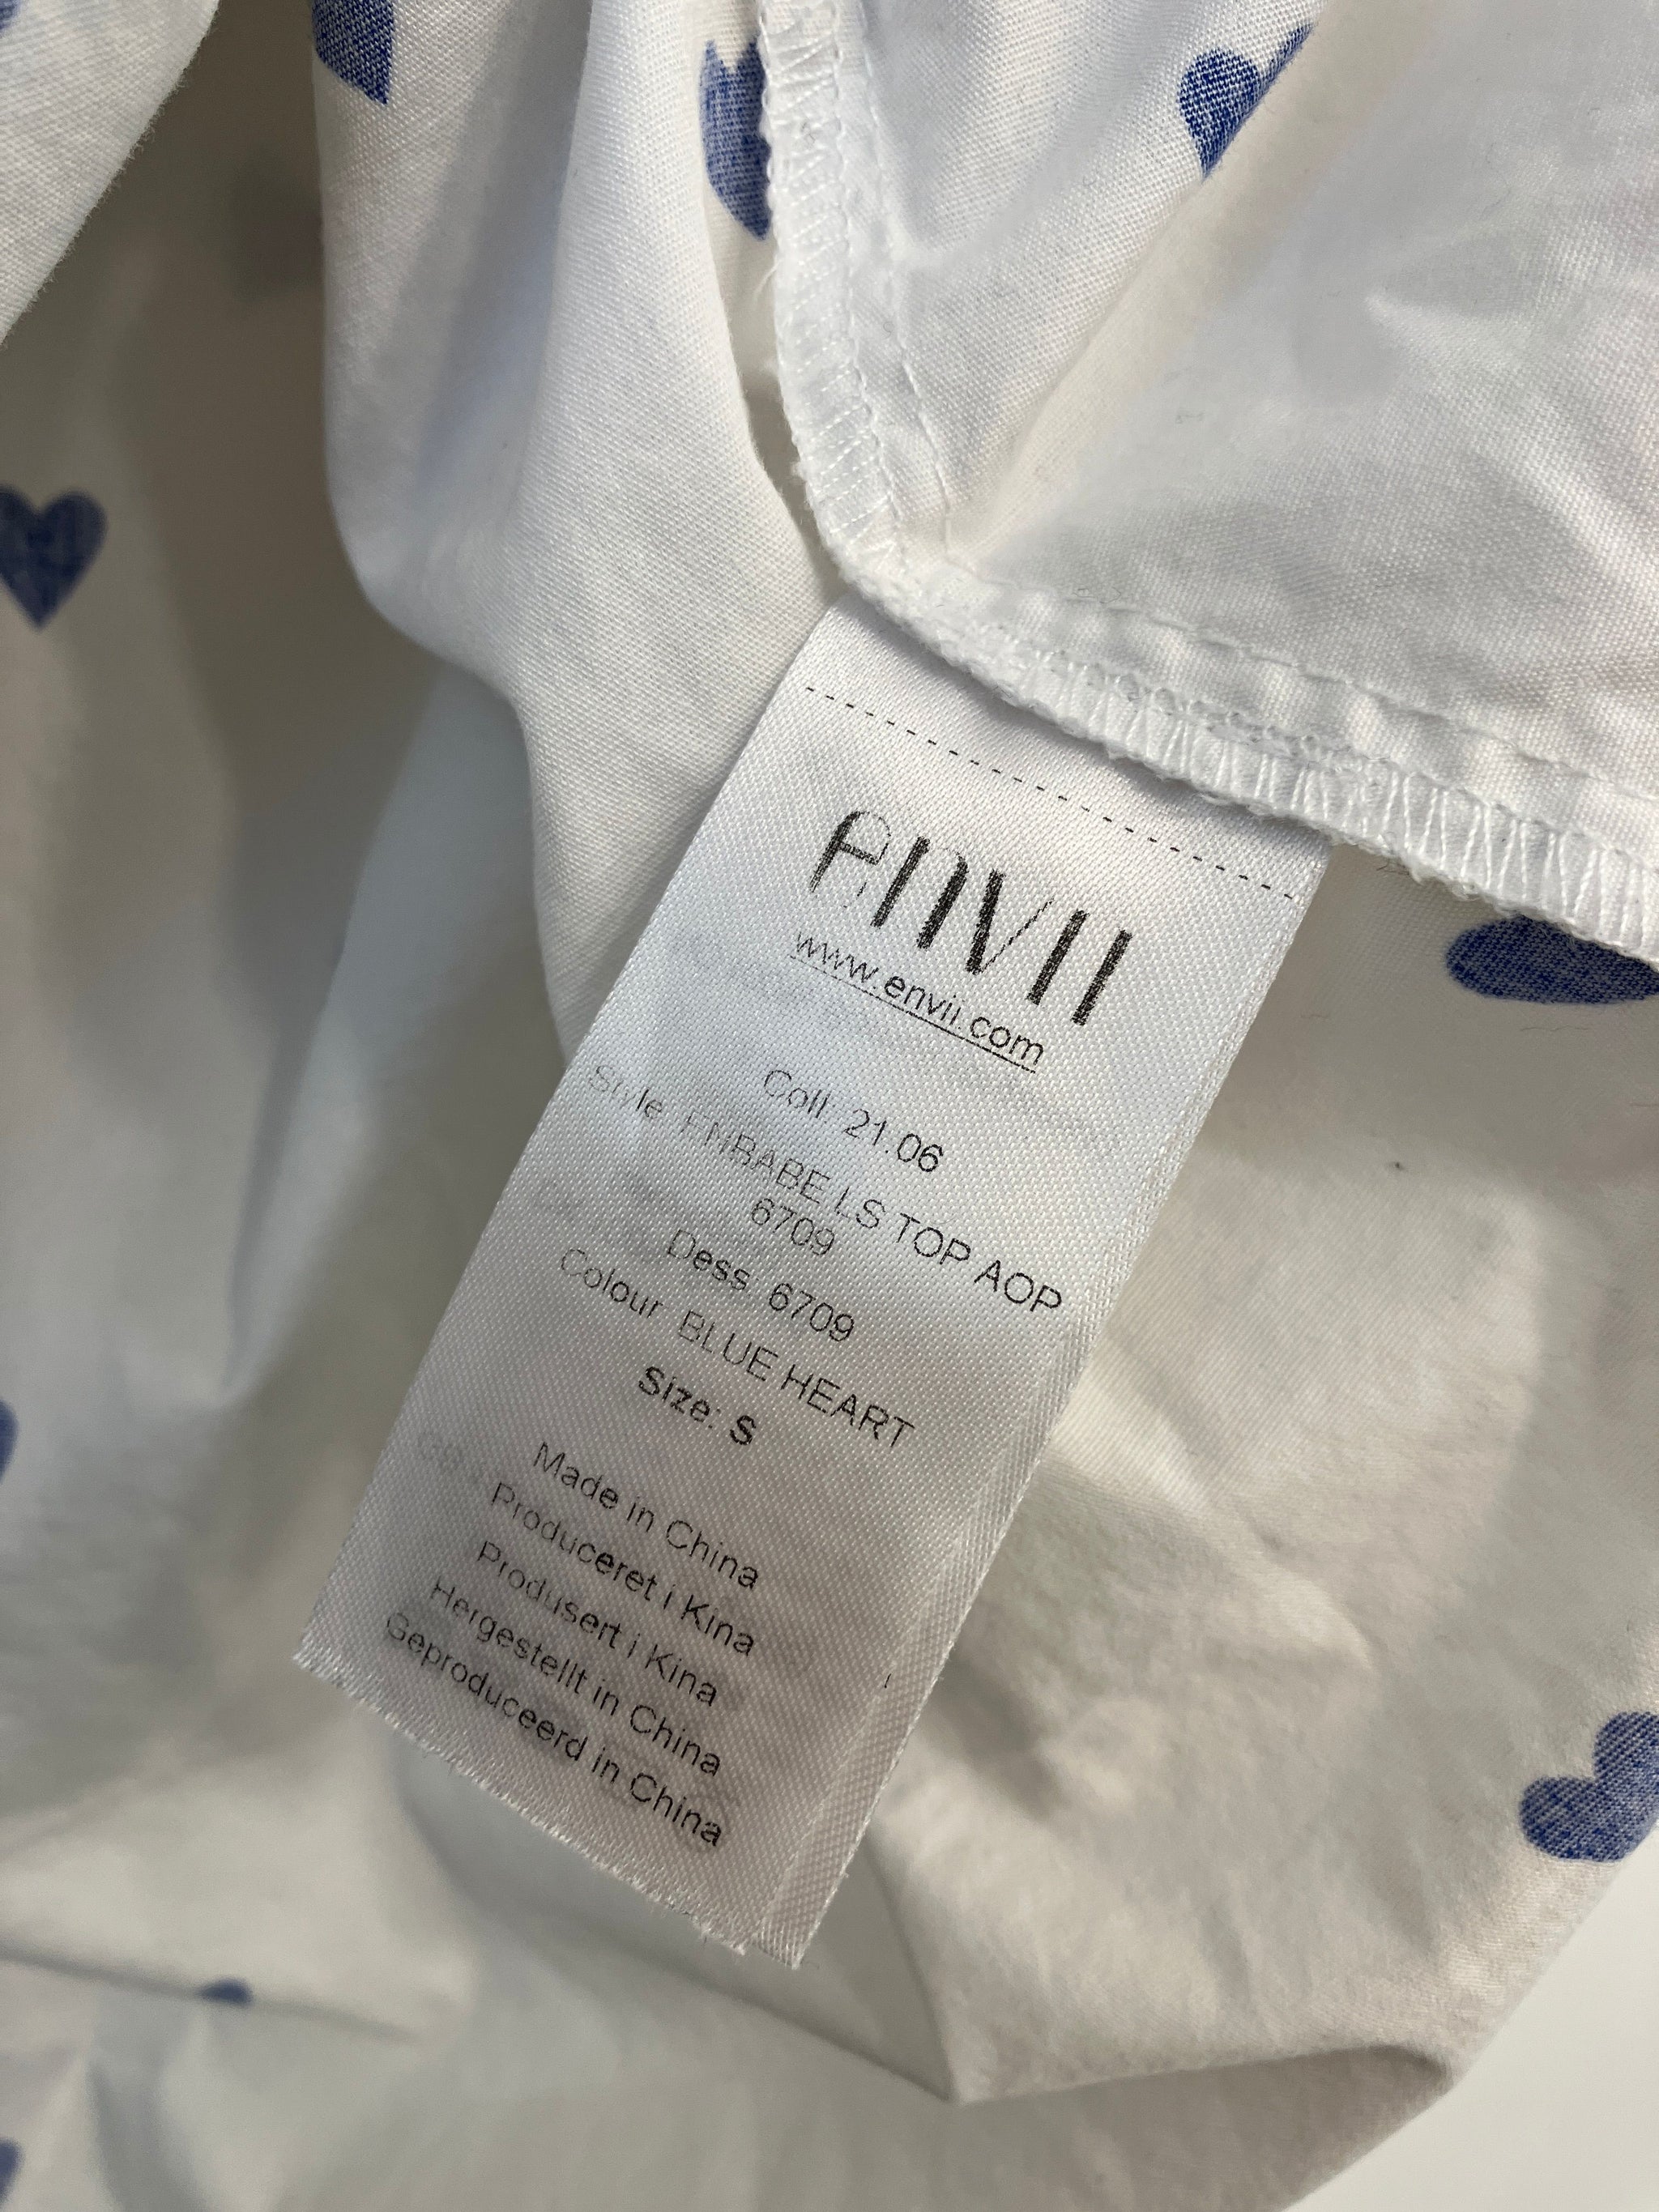 envii
www.envii.com
Coll: 21.06
Style: ENBABE LS TOP AOP
6709
Dess: 6709
Colour: BLUE HEART
Size: S
Made in China
Produceret i Kina
Produsert i Kina
Hergestellt in China
Geproduceerd in China